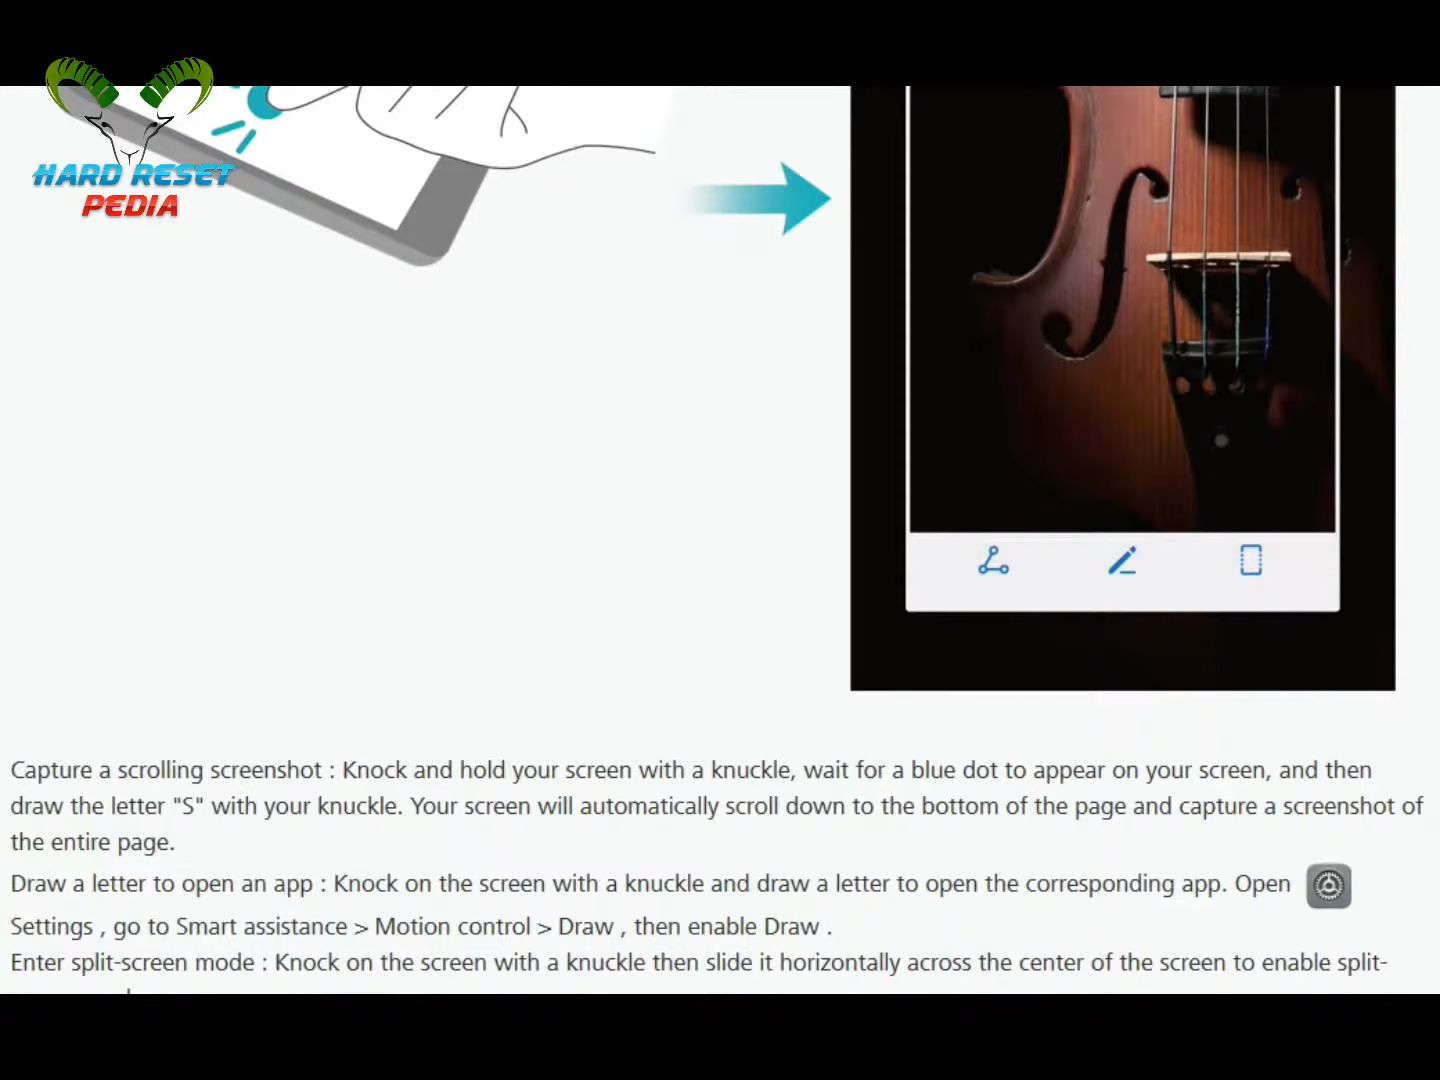 HARD RESET
PEDIA
Capture a scrolling screenshot : Knock and hold your screen with a knuckle, wait for a blue dot to appear on your screen, and then
draw the letter "S" with your knuckle. Your screen will automatically scroll down to the bottom of the page and capture a screenshot of
the entire page.
Draw a letter to open an app : Knock on the screen with a knuckle and draw a letter to open the corresponding app. Open
Settings , go to Smart assistance > Motion control > Draw , then enable Draw .
Enter split-screen mode : Knock on the screen with a knuckle then slide it horizontally across the center of the screen to enable split-